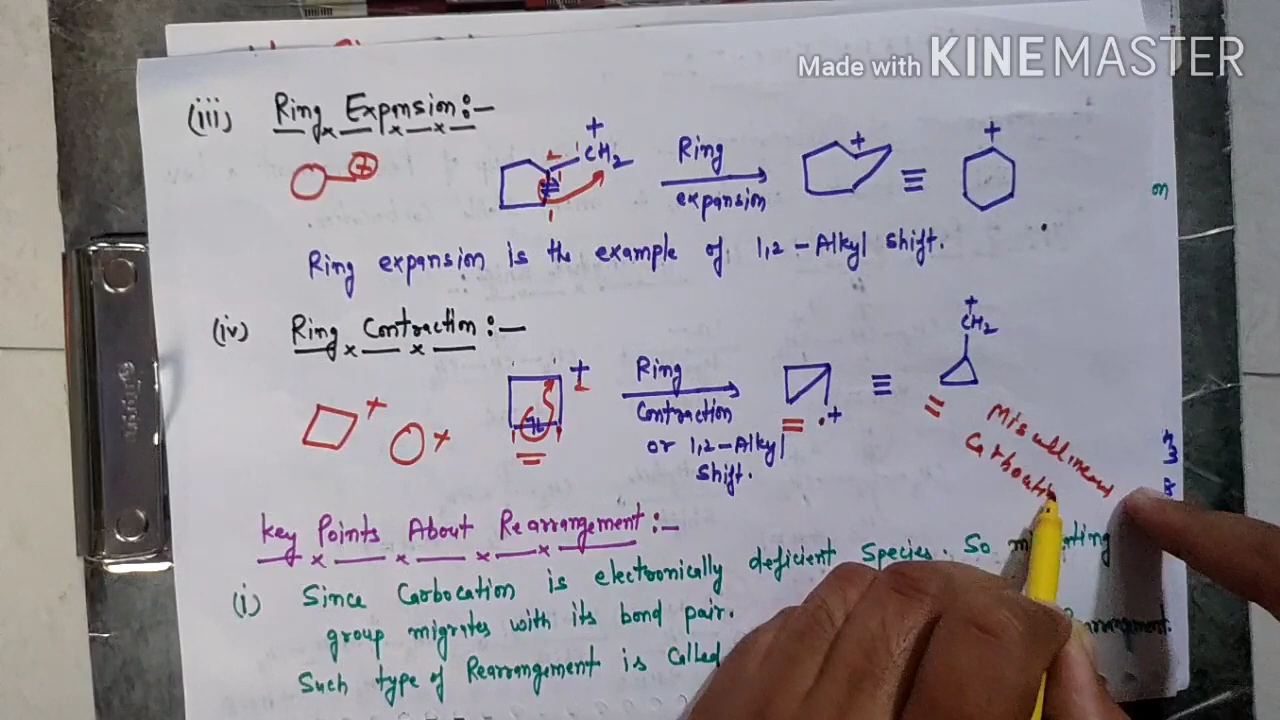 Made with KINEMASTER
(iii) Ring Expansion :-
+
CH2
Ring
expansion
+
≡
+
Ring expansion is the example of 1,2-Alkyl shift.
(iv) Ring Contraction :-
+
CH2
+
+
+
Ring
Contraction
or 1,2-Alkyl
Shift.
+
≡
Key Points About Rearrangement :-
(i) Since Carbocation is electronically deficient Species. So
group migrates with its bond pair.
Such type of Rearrangement is Called